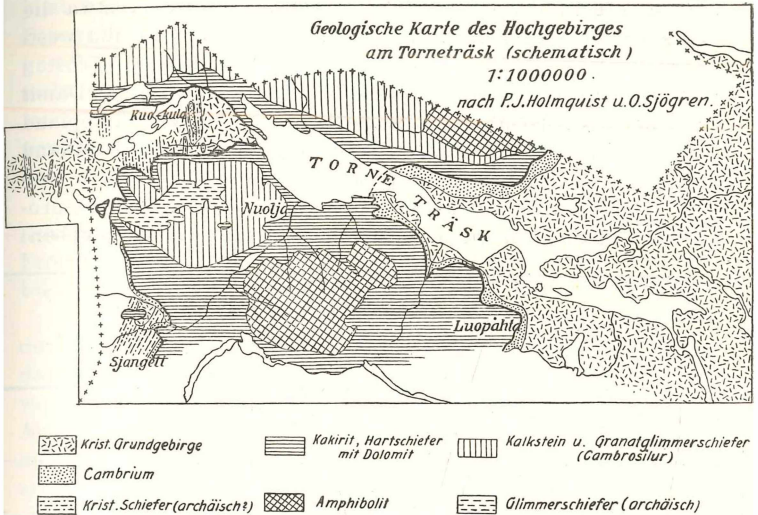 Geologische Karte des Hochgebirges
am Torneträsk (schematisch)
1:1000000.
nach P.J.Holmquist u.O.Sjögren.
Kuokkula
TORNE
TRÄSK
Nuolja
Luopahta
Sjangeli
Krist. Grundgebirge
Kakirit, Hartschiefer
mit Dolomit
Kalkstein u. Granatglimmerschiefer
(Cambrosilur)
Cambrium
Krist. Schiefer (archäisch?)
Amphibolit
Glimmerschiefer (archäisch)